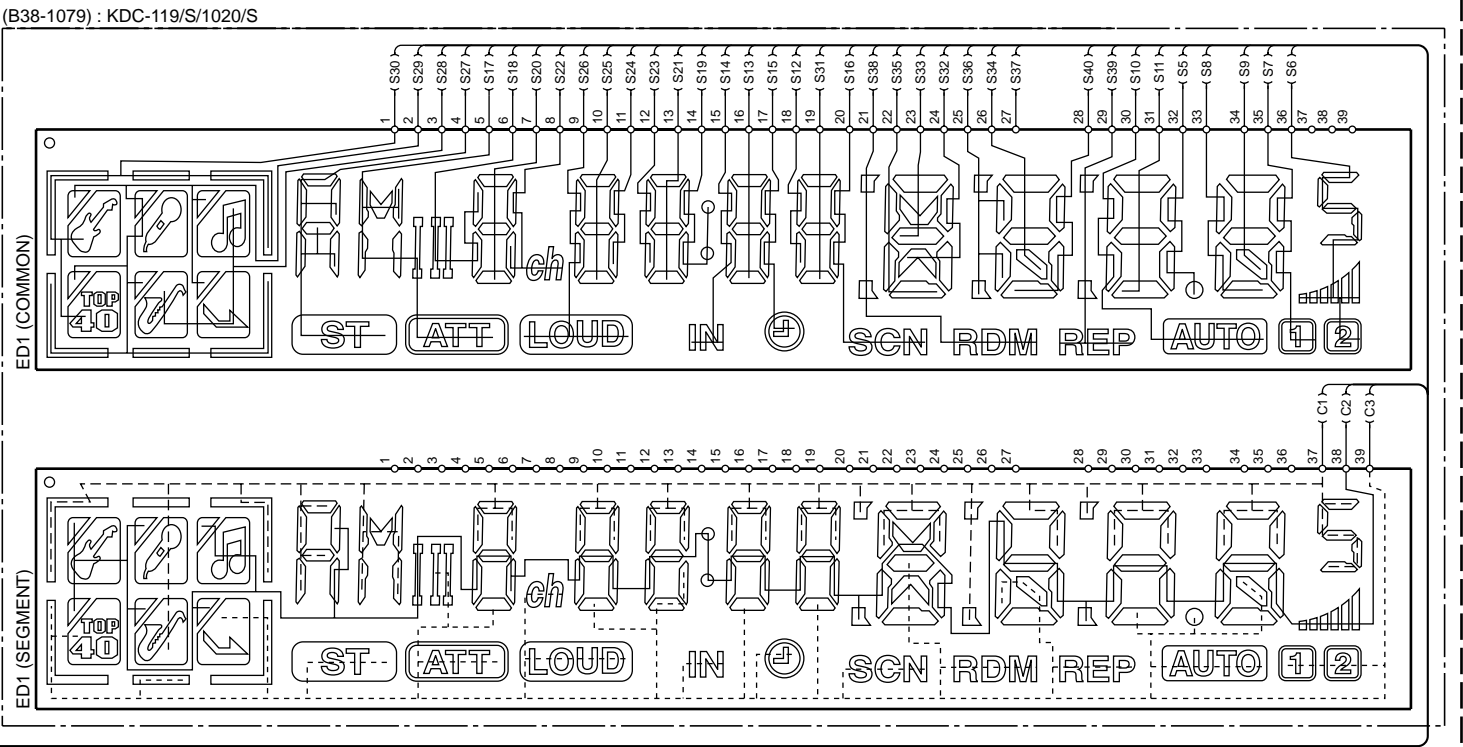 (B38-1079) : KDC-119/S/1020/S
S30 S29 S28 S27 S17 S18 S20 S22 S26 S25 S24 S23 S21 S19 S14 S13 S15 S12 S31 S16 S38 S35 S33 S32 S36 S34 S37 S40 S39 S10 S11 S5 S8 S9 S7 S6
1 2 3 4 5 6 7 8 9 10 11 12 13 14 15 16 17 18 19 20 21 22 23 24 25 26 27 28 29 30 31 32 33 34 35 36 37 38 39
ED1 (COMMON)
ch
TOP
40
ST ATT LOUD IN SCN RDM REP AUTO 1 2
C1 C2 C3
1 2 3 4 5 6 7 8 9 10 11 12 13 14 15 16 17 18 19 20 21 22 23 24 25 26 27 28 29 30 31 32 33 34 35 36 37 38 39
ED1 (SEGMENT)
ch
TOP
40
ST ATT LOUD IN SCN RDM REP AUTO 1 2